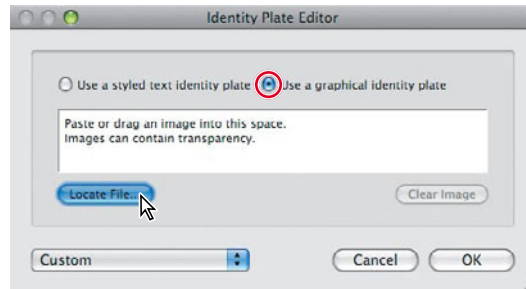 Identity Plate Editor
Use a styled text identity plate Use a graphical identity plate
Paste or drag an image into this space.
Images can contain transparency.
Locate File... Clear Image
Custom Cancel OK